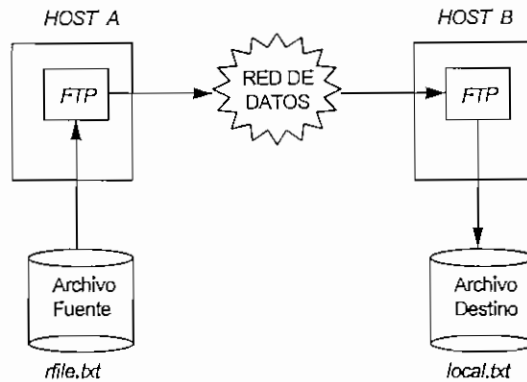 HOST A
HOST B
FTP
RED DE
DATOS
FTP
Archivo
Fuente
Archivo
Destino
rfile.txt
local.txt